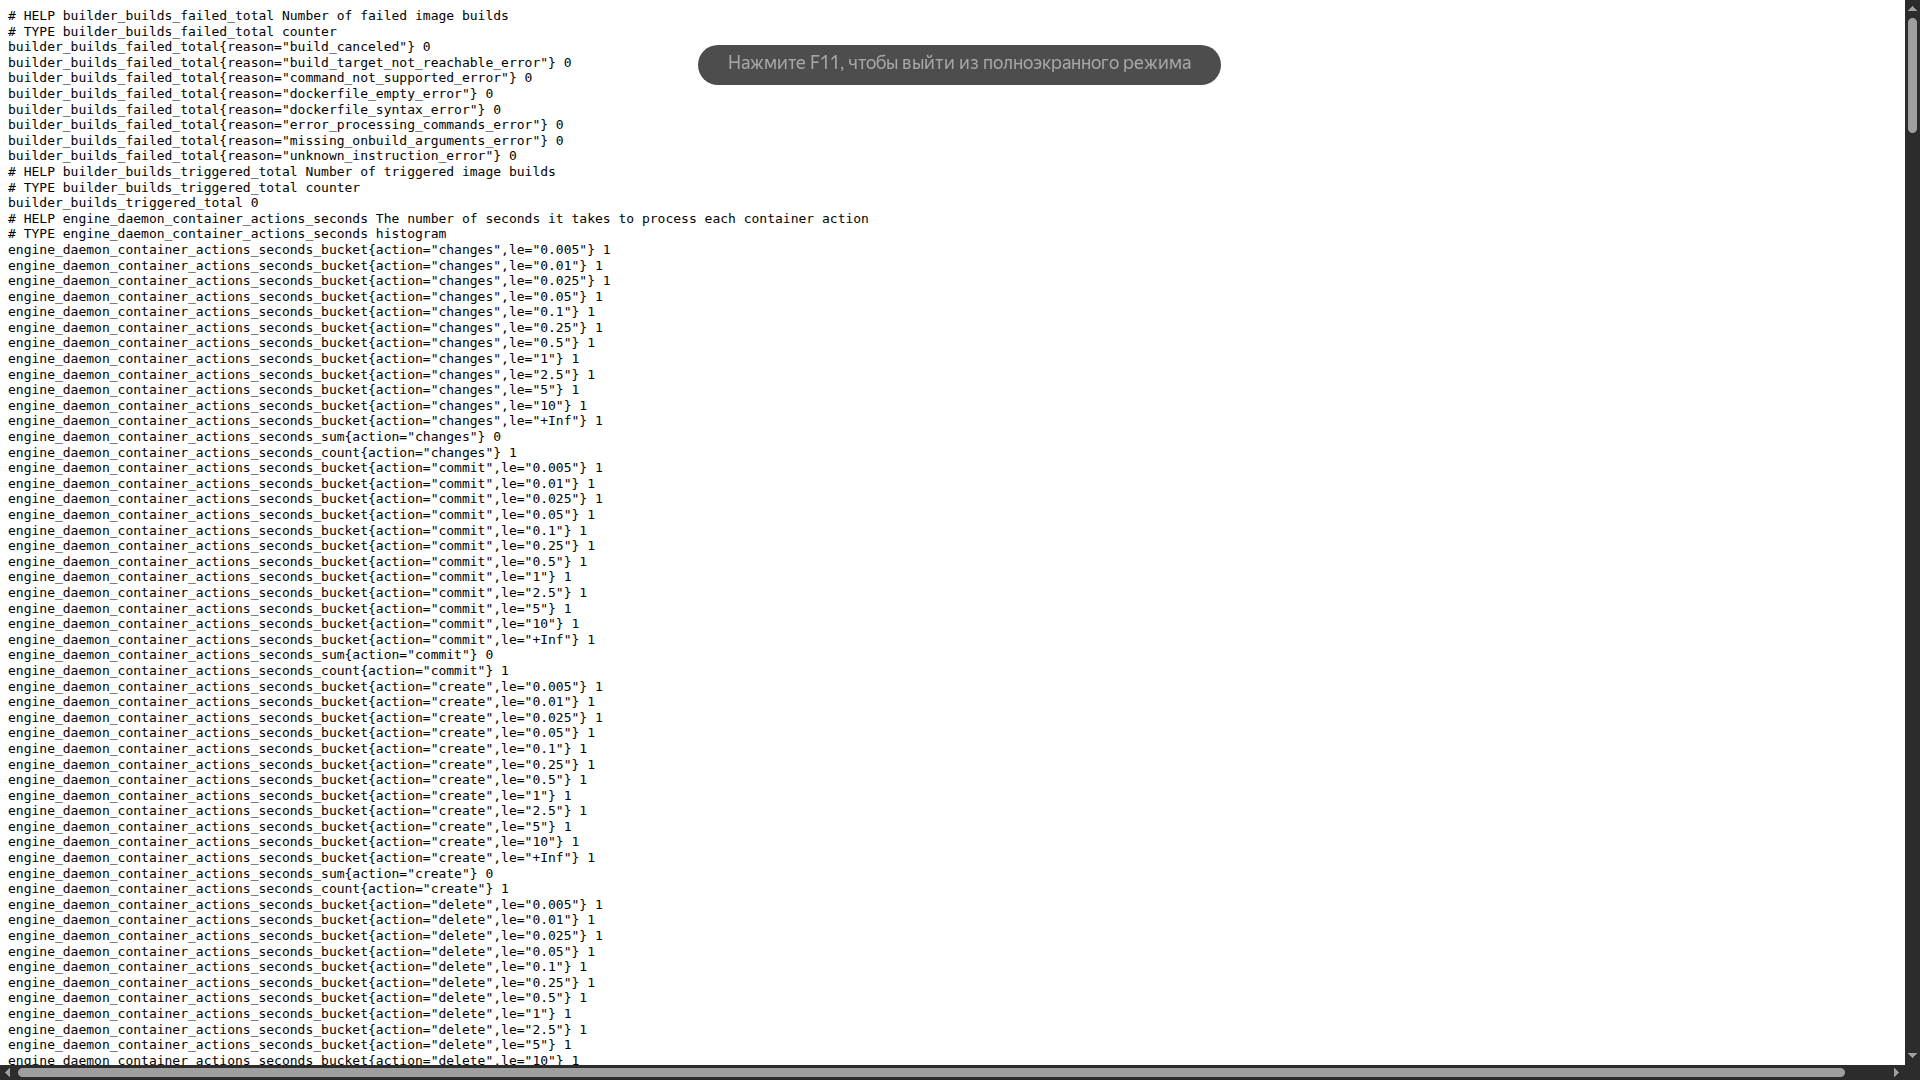 # HELP builder_builds_failed_total Number of failed image builds
# TYPE builder_builds_failed_total counter
builder_builds_failed_total{reason="build_canceled"} 0
builder_builds_failed_total{reason="build_target_not_reachable_error"} 0
Нажмите F11, чтобы выйти из полноэкранного режима
builder_builds_failed_total{reason="command_not_supported_error"} 0
builder_builds_failed_total{reason="dockerfile_empty_error"} 0
builder_builds_failed_total{reason="dockerfile_syntax_error"} 0
builder_builds_failed_total{reason="error_processing_commands_error"} 0
builder_builds_failed_total{reason="missing_onbuild_arguments_error"} 0
builder_builds_failed_total{reason="unknown_instruction_error"} 0
# HELP builder_builds_triggered_total Number of triggered image builds
# TYPE builder_builds_triggered_total counter
builder_builds_triggered_total 0
# HELP engine_daemon_container_actions_seconds The number of seconds it takes to process each container action
# TYPE engine_daemon_container_actions_seconds histogram
engine_daemon_container_actions_seconds_bucket{action="changes",le="0.005"} 1
engine_daemon_container_actions_seconds_bucket{action="changes",le="0.01"} 1
engine_daemon_container_actions_seconds_bucket{action="changes",le="0.025"} 1
engine_daemon_container_actions_seconds_bucket{action="changes",le="0.05"} 1
engine_daemon_container_actions_seconds_bucket{action="changes",le="0.1"} 1
engine_daemon_container_actions_seconds_bucket{action="changes",le="0.25"} 1
engine_daemon_container_actions_seconds_bucket{action="changes",le="0.5"} 1
engine_daemon_container_actions_seconds_bucket{action="changes",le="1"} 1
engine_daemon_container_actions_seconds_bucket{action="changes",le="2.5"} 1
engine_daemon_container_actions_seconds_bucket{action="changes",le="5"} 1
engine_daemon_container_actions_seconds_bucket{action="changes",le="10"} 1
engine_daemon_container_actions_seconds_bucket{action="changes",le="+Inf"} 1
engine_daemon_container_actions_seconds_sum{action="changes"} 0
engine_daemon_container_actions_seconds_count{action="changes"} 1
engine_daemon_container_actions_seconds_bucket{action="commit",le="0.005"} 1
engine_daemon_container_actions_seconds_bucket{action="commit",le="0.01"} 1
engine_daemon_container_actions_seconds_bucket{action="commit",le="0.025"} 1
engine_daemon_container_actions_seconds_bucket{action="commit",le="0.05"} 1
engine_daemon_container_actions_seconds_bucket{action="commit",le="0.1"} 1
engine_daemon_container_actions_seconds_bucket{action="commit",le="0.25"} 1
engine_daemon_container_actions_seconds_bucket{action="commit",le="0.5"} 1
engine_daemon_container_actions_seconds_bucket{action="commit",le="1"} 1
engine_daemon_container_actions_seconds_bucket{action="commit",le="2.5"} 1
engine_daemon_container_actions_seconds_bucket{action="commit",le="5"} 1
engine_daemon_container_actions_seconds_bucket{action="commit",le="10"} 1
engine_daemon_container_actions_seconds_bucket{action="commit",le="+Inf"} 1
engine_daemon_container_actions_seconds_sum{action="commit"} 0
engine_daemon_container_actions_seconds_count{action="commit"} 1
engine_daemon_container_actions_seconds_bucket{action="create",le="0.005"} 1
engine_daemon_container_actions_seconds_bucket{action="create",le="0.01"} 1
engine_daemon_container_actions_seconds_bucket{action="create",le="0.025"} 1
engine_daemon_container_actions_seconds_bucket{action="create",le="0.05"} 1
engine_daemon_container_actions_seconds_bucket{action="create",le="0.1"} 1
engine_daemon_container_actions_seconds_bucket{action="create",le="0.25"} 1
engine_daemon_container_actions_seconds_bucket{action="create",le="0.5"} 1
engine_daemon_container_actions_seconds_bucket{action="create",le="1"} 1
engine_daemon_container_actions_seconds_bucket{action="create",le="2.5"} 1
engine_daemon_container_actions_seconds_bucket{action="create",le="5"} 1
engine_daemon_container_actions_seconds_bucket{action="create",le="10"} 1
engine_daemon_container_actions_seconds_bucket{action="create",le="+Inf"} 1
engine_daemon_container_actions_seconds_sum{action="create"} 0
engine_daemon_container_actions_seconds_count{action="create"} 1
engine_daemon_container_actions_seconds_bucket{action="delete",le="0.005"} 1
engine_daemon_container_actions_seconds_bucket{action="delete",le="0.01"} 1
engine_daemon_container_actions_seconds_bucket{action="delete",le="0.025"} 1
engine_daemon_container_actions_seconds_bucket{action="delete",le="0.05"} 1
engine_daemon_container_actions_seconds_bucket{action="delete",le="0.1"} 1
engine_daemon_container_actions_seconds_bucket{action="delete",le="0.25"} 1
engine_daemon_container_actions_seconds_bucket{action="delete",le="0.5"} 1
engine_daemon_container_actions_seconds_bucket{action="delete",le="1"} 1
engine_daemon_container_actions_seconds_bucket{action="delete",le="2.5"} 1
engine_daemon_container_actions_seconds_bucket{action="delete",le="5"} 1
engine_daemon_container_actions_seconds_bucket{action="delete",le="10"} 1